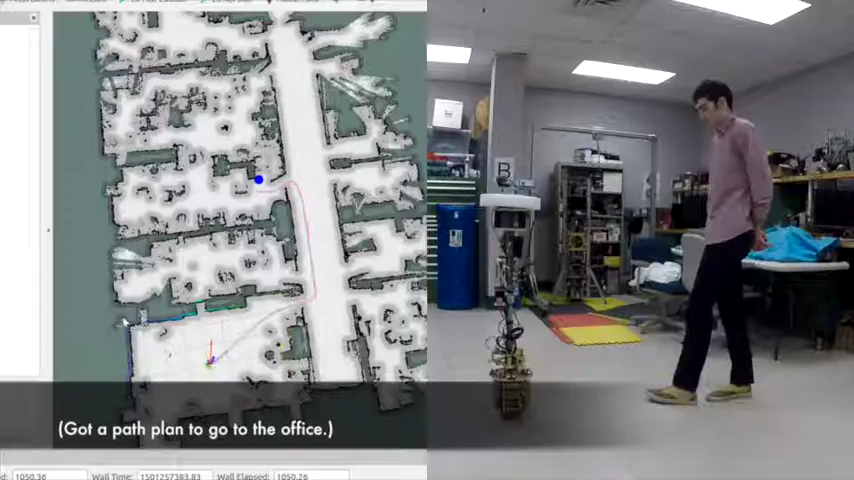 B
(Got a path plan to go to the office.)
d: 1050.36 Wall Time: 1501257383.83 Wall Elapsed: 1050.26